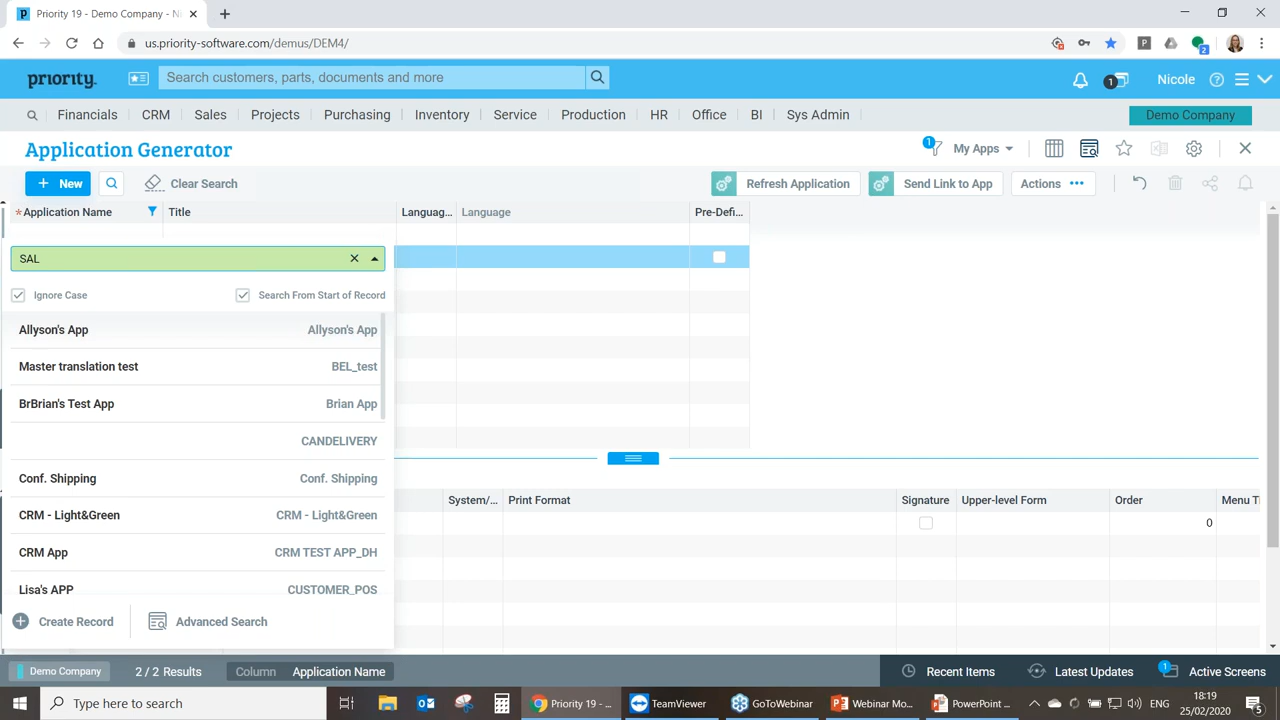 Priority 19 - Demo Company - Ni
us.priority-software.com/demus/DEM4/
2
priority.
Search customers, parts, documents and more
1
Nicole
Financials
CRM
Sales
Projects
Purchasing
Inventory
Service
Production
HR
Office
BI
Sys Admin
Demo Company
Application Generator
1
My Apps
New
Clear Search
Refresh Application
Send Link to App
Actions
*Application Name
Title
Languag...
Language
Pre-Defi...
SAL
Ignore Case
Search From Start of Record
Allyson's App
Allyson's App
Master translation test
BEL_test
BrBrian's Test App
Brian App
CANDELIVERY
Conf. Shipping
Conf. Shipping
CRM - Light&Green
CRM - Light&Green
CRM App
CRM TEST APP_DH
Lisa's APP
CUSTOMER_POS
System/...
Print Format
Signature
Upper-level Form
Order
Menu Ti
0
Create Record
Advanced Search
Demo Company
2 / 2 Results
Column
Application Name
Recent Items
Latest Updates
1
Active Screens
Type here to search
Priority 19 - ...
TeamViewer
GoToWebinar
Webinar Mo...
PowerPoint ...
ENG
18:19
25/02/2020
5